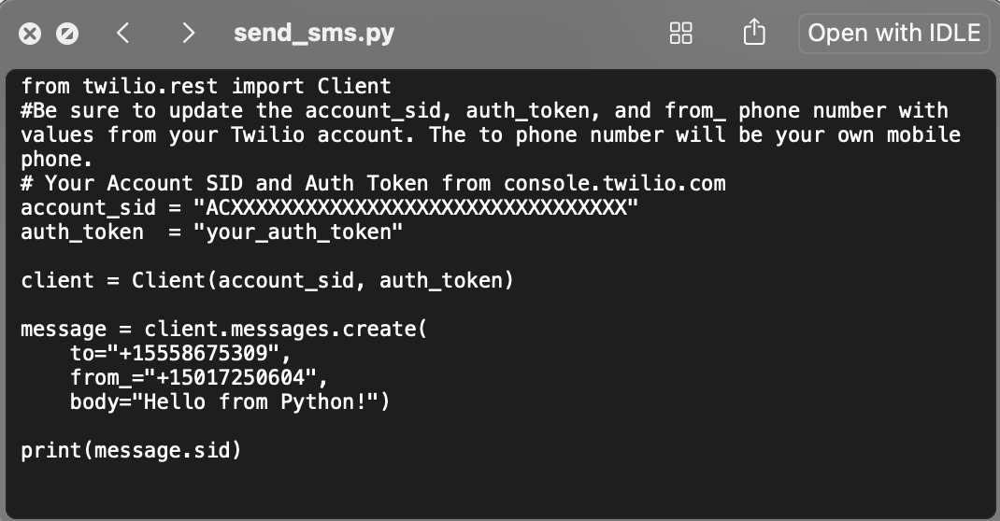 send_sms.py
Open with IDLE
from twilio.rest import Client
#Be sure to update the account_sid, auth_token, and from_ phone number with
values from your Twilio account. The to phone number will be your own mobile
phone.
# Your Account SID and Auth Token from console.twilio.com
account_sid = "ACXXXXXXXXXXXXXXXXXXXXXXXXXXXXXXXX"
auth_token  = "your_auth_token"

client = Client(account_sid, auth_token)

message = client.messages.create(
    to="+15558675309",
    from_="+15017250604",
    body="Hello from Python!")

print(message.sid)